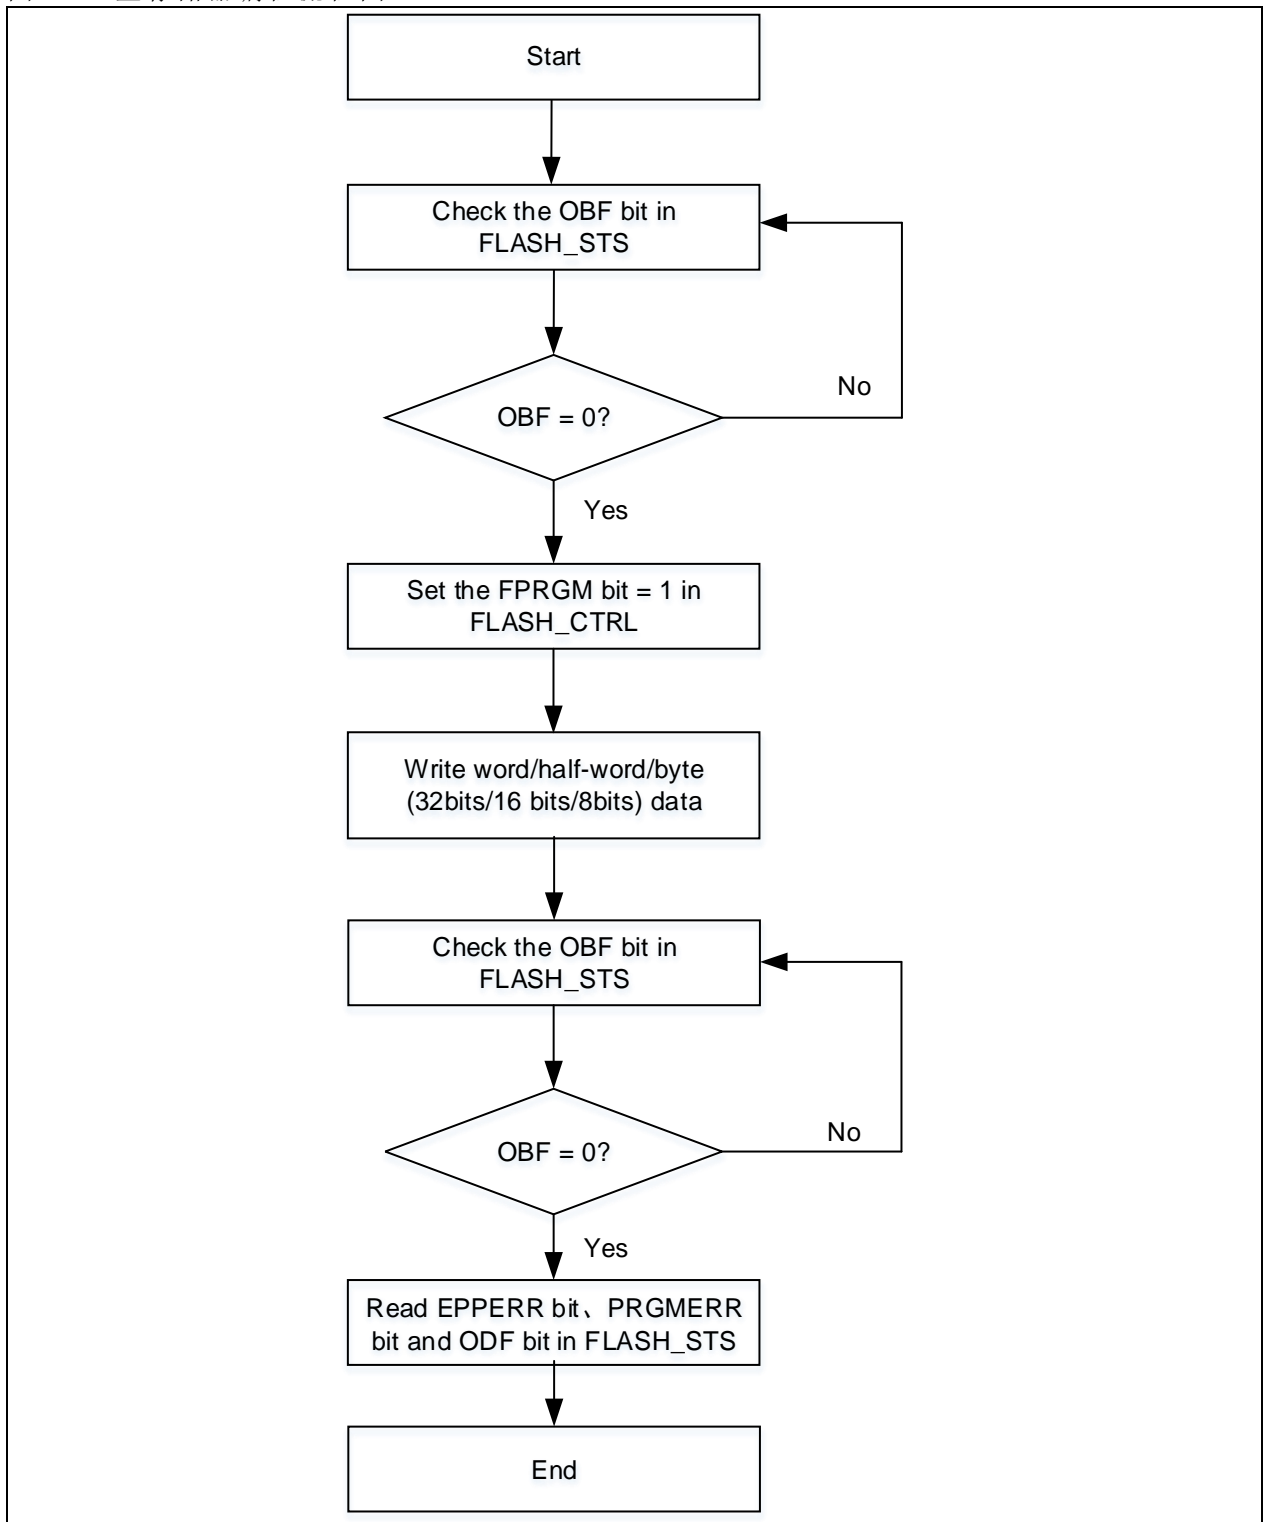 Start
Check the OBF bit in
FLASH_STS
OBF = 0?
No
Yes
Set the FPRGM bit = 1 in
FLASH_CTRL
Write word/half-word/byte
(32bits/16 bits/8bits) data
Check the OBF bit in
FLASH_STS
No
OBF = 0?
Yes
Read EPPERR bit、PRGMERR
bit and ODF bit in FLASH_STS
End